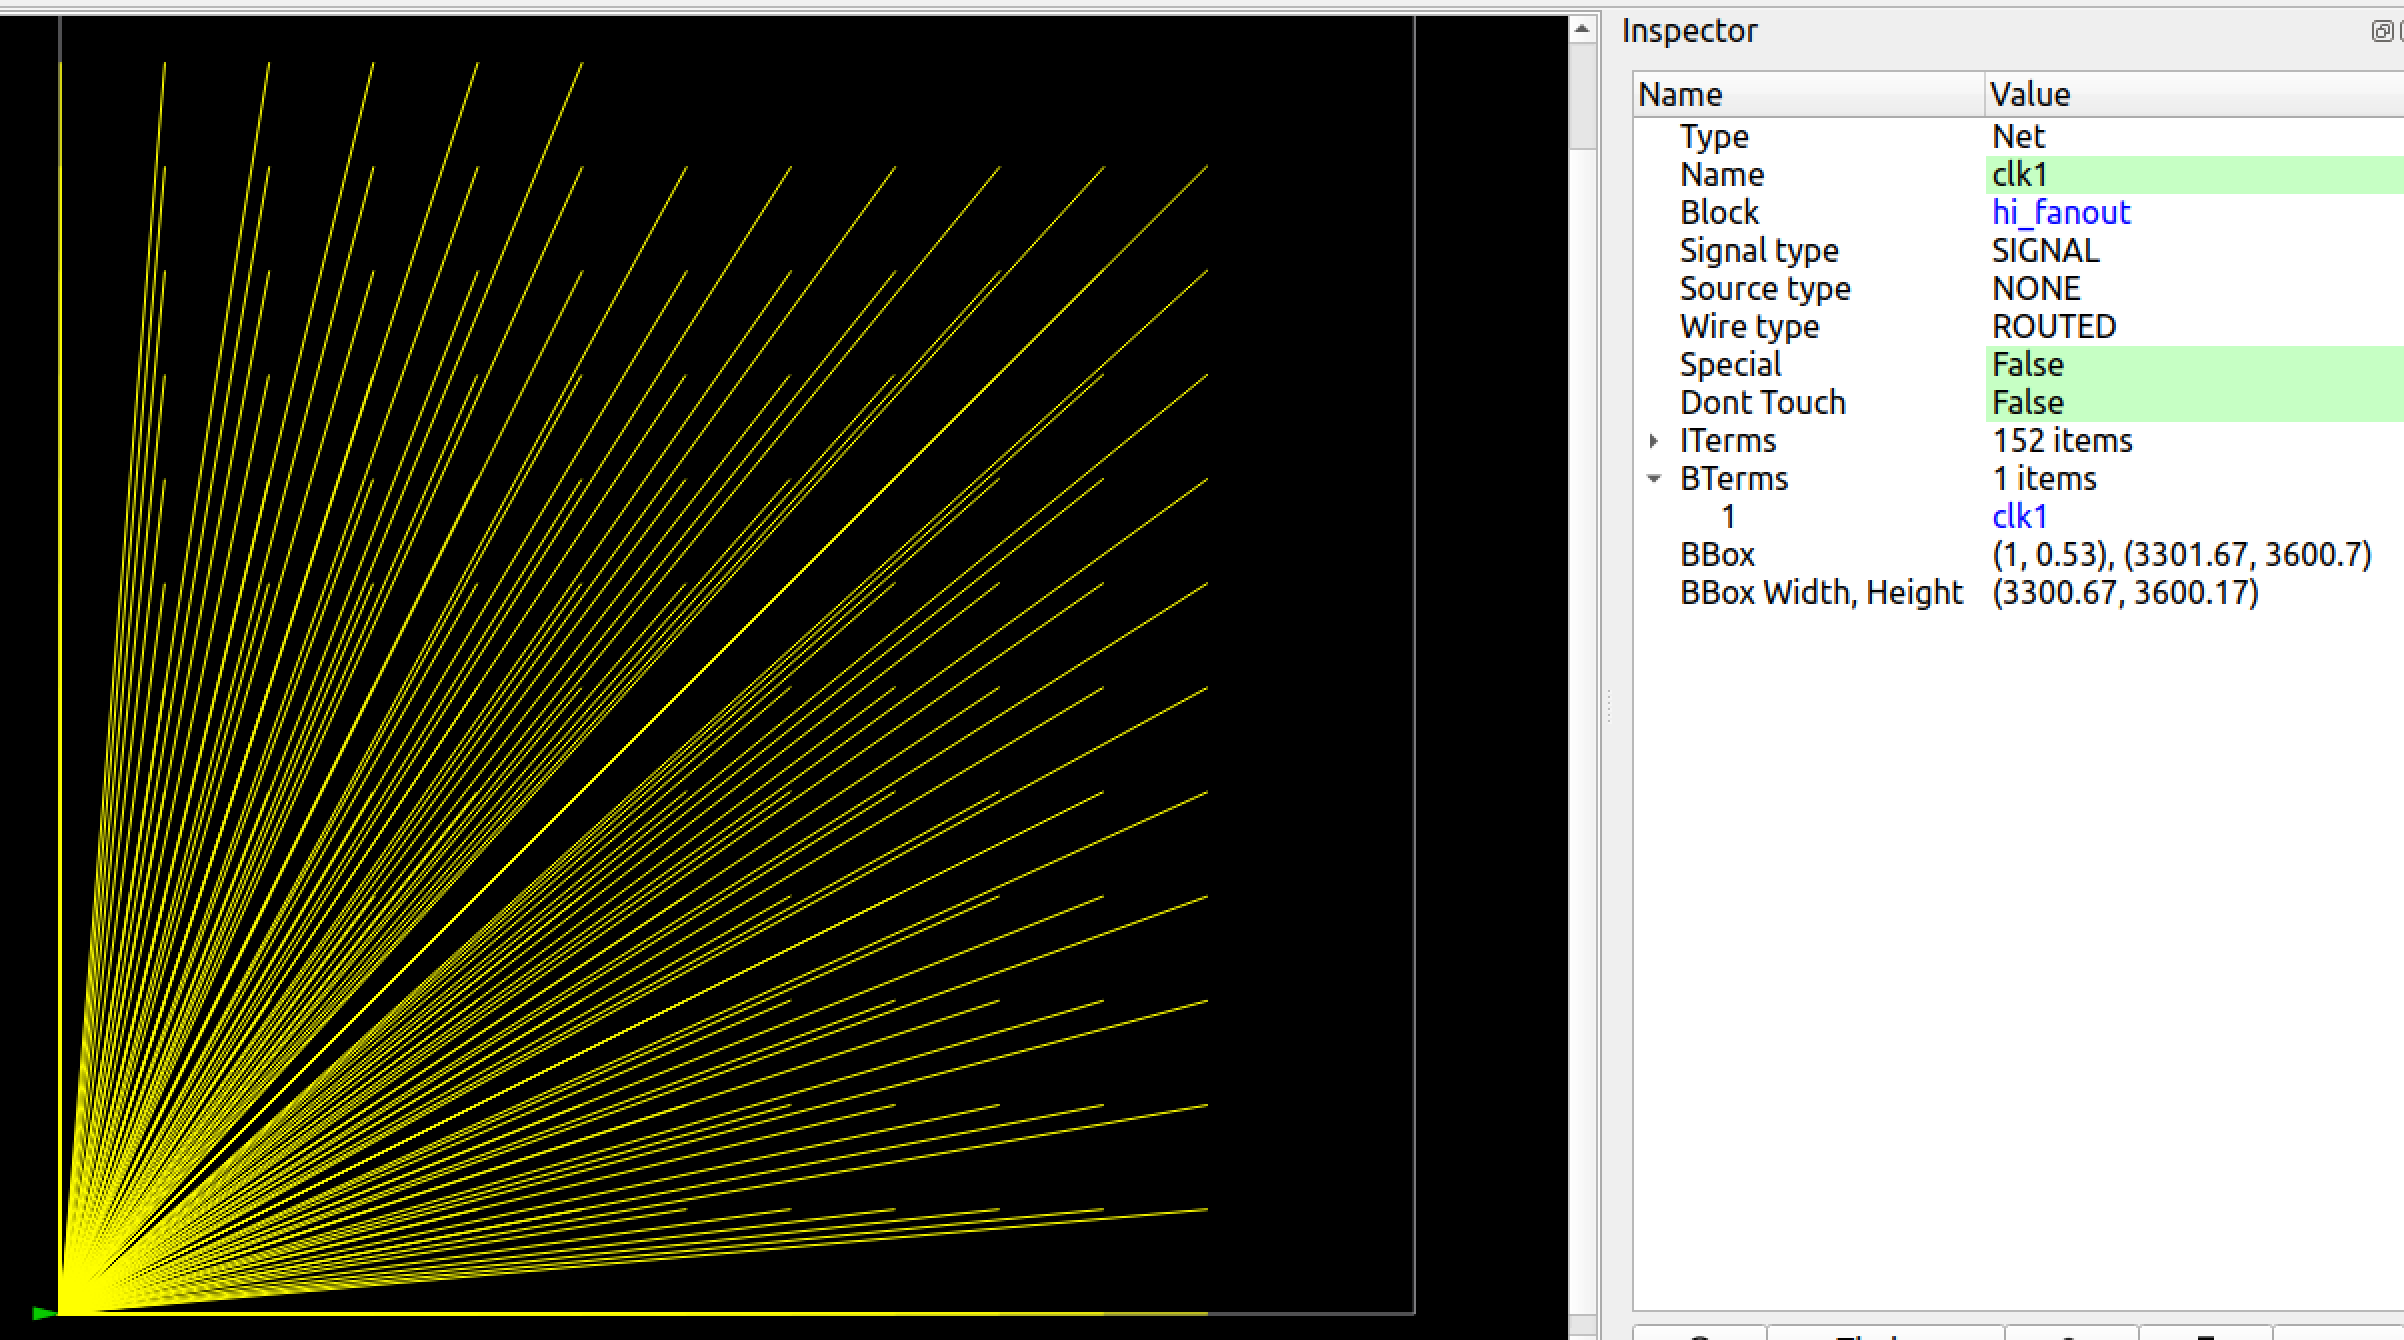 Inspector
Name Value
Type Net
Name clk1
Block hi_fanout
Signal type SIGNAL
Source type NONE
Wire type ROUTED
Special False
Dont Touch False
ITerms 152 items
BTerms 1 items
1 clk1
BBox (1, 0.53), (3301.67, 3600.7)
BBox Width, Height (3300.67, 3600.17)